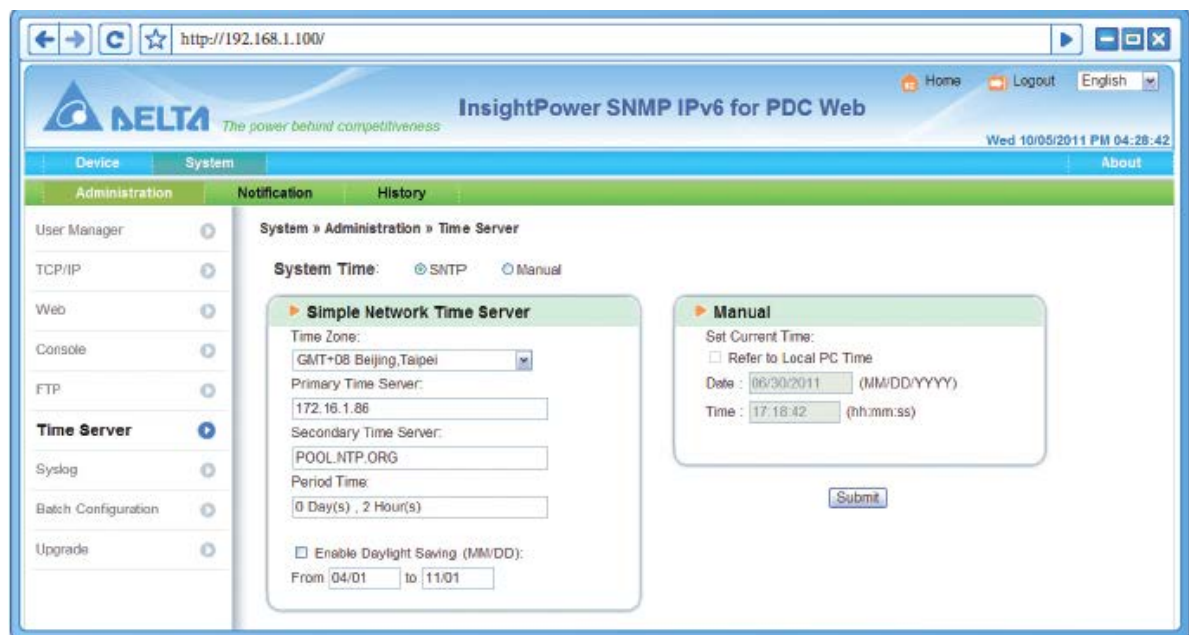 http://192.168.1.100/
Home
Logout
English
DELTA The power behind competitiveness
InsightPower SNMP IPv6 for PDC Web
Wed 10/05/2011 PM 04:28:42
Device
System
About
Administration
Notification
History
User Manager
TCP/IP
Web
Console
FTP
Time Server
Syslog
Batch Configuration
Upgrade
System » Administration » Time Server
System Time: SNTP Manual
Simple Network Time Server
Time Zone:
GMT+08 Beijing,Taipei
Primary Time Server:
172.16.1.86
Secondary Time Server:
POOL.NTP.ORG
Period Time:
0 Day(s) , 2 Hour(s)
Enable Daylight Saving (MM/DD):
From 04/01 to 11/01
Manual
Set Current Time:
Refer to Local PC Time
Date : 06/30/2011 (MM/DD/YYYY)
Time : 17:18:42 (hh:mm:ss)
Submit